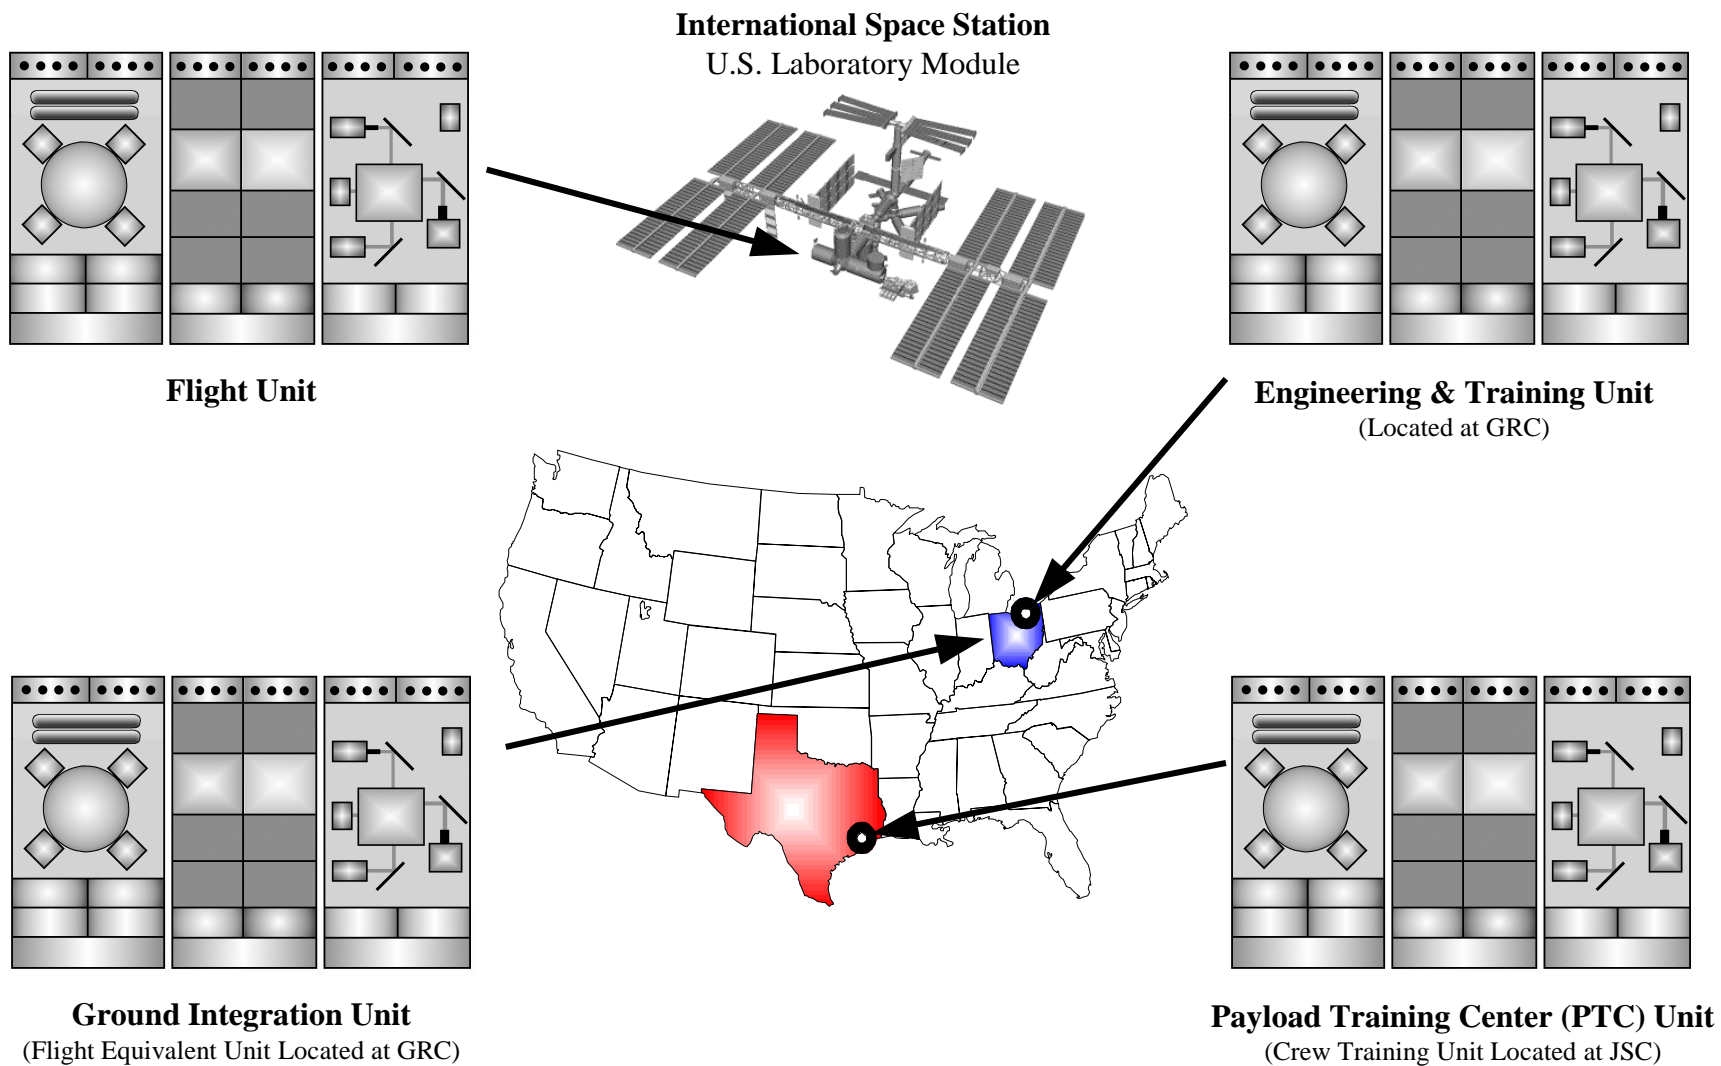 International Space Station
U.S. Laboratory Module
Flight Unit
Engineering & Training Unit
(Located at GRC)
Ground Integration Unit
(Flight Equivalent Unit Located at GRC)
Payload Training Center (PTC) Unit
(Crew Training Unit Located at JSC)